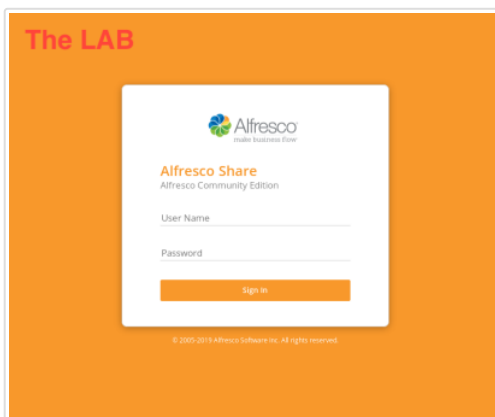 The LAB
Alfresco
make business flow
Alfresco Share
Alfresco Community Edition
User Name
Password
Sign In
© 2005-2019 Alfresco Software Inc. All rights reserved.